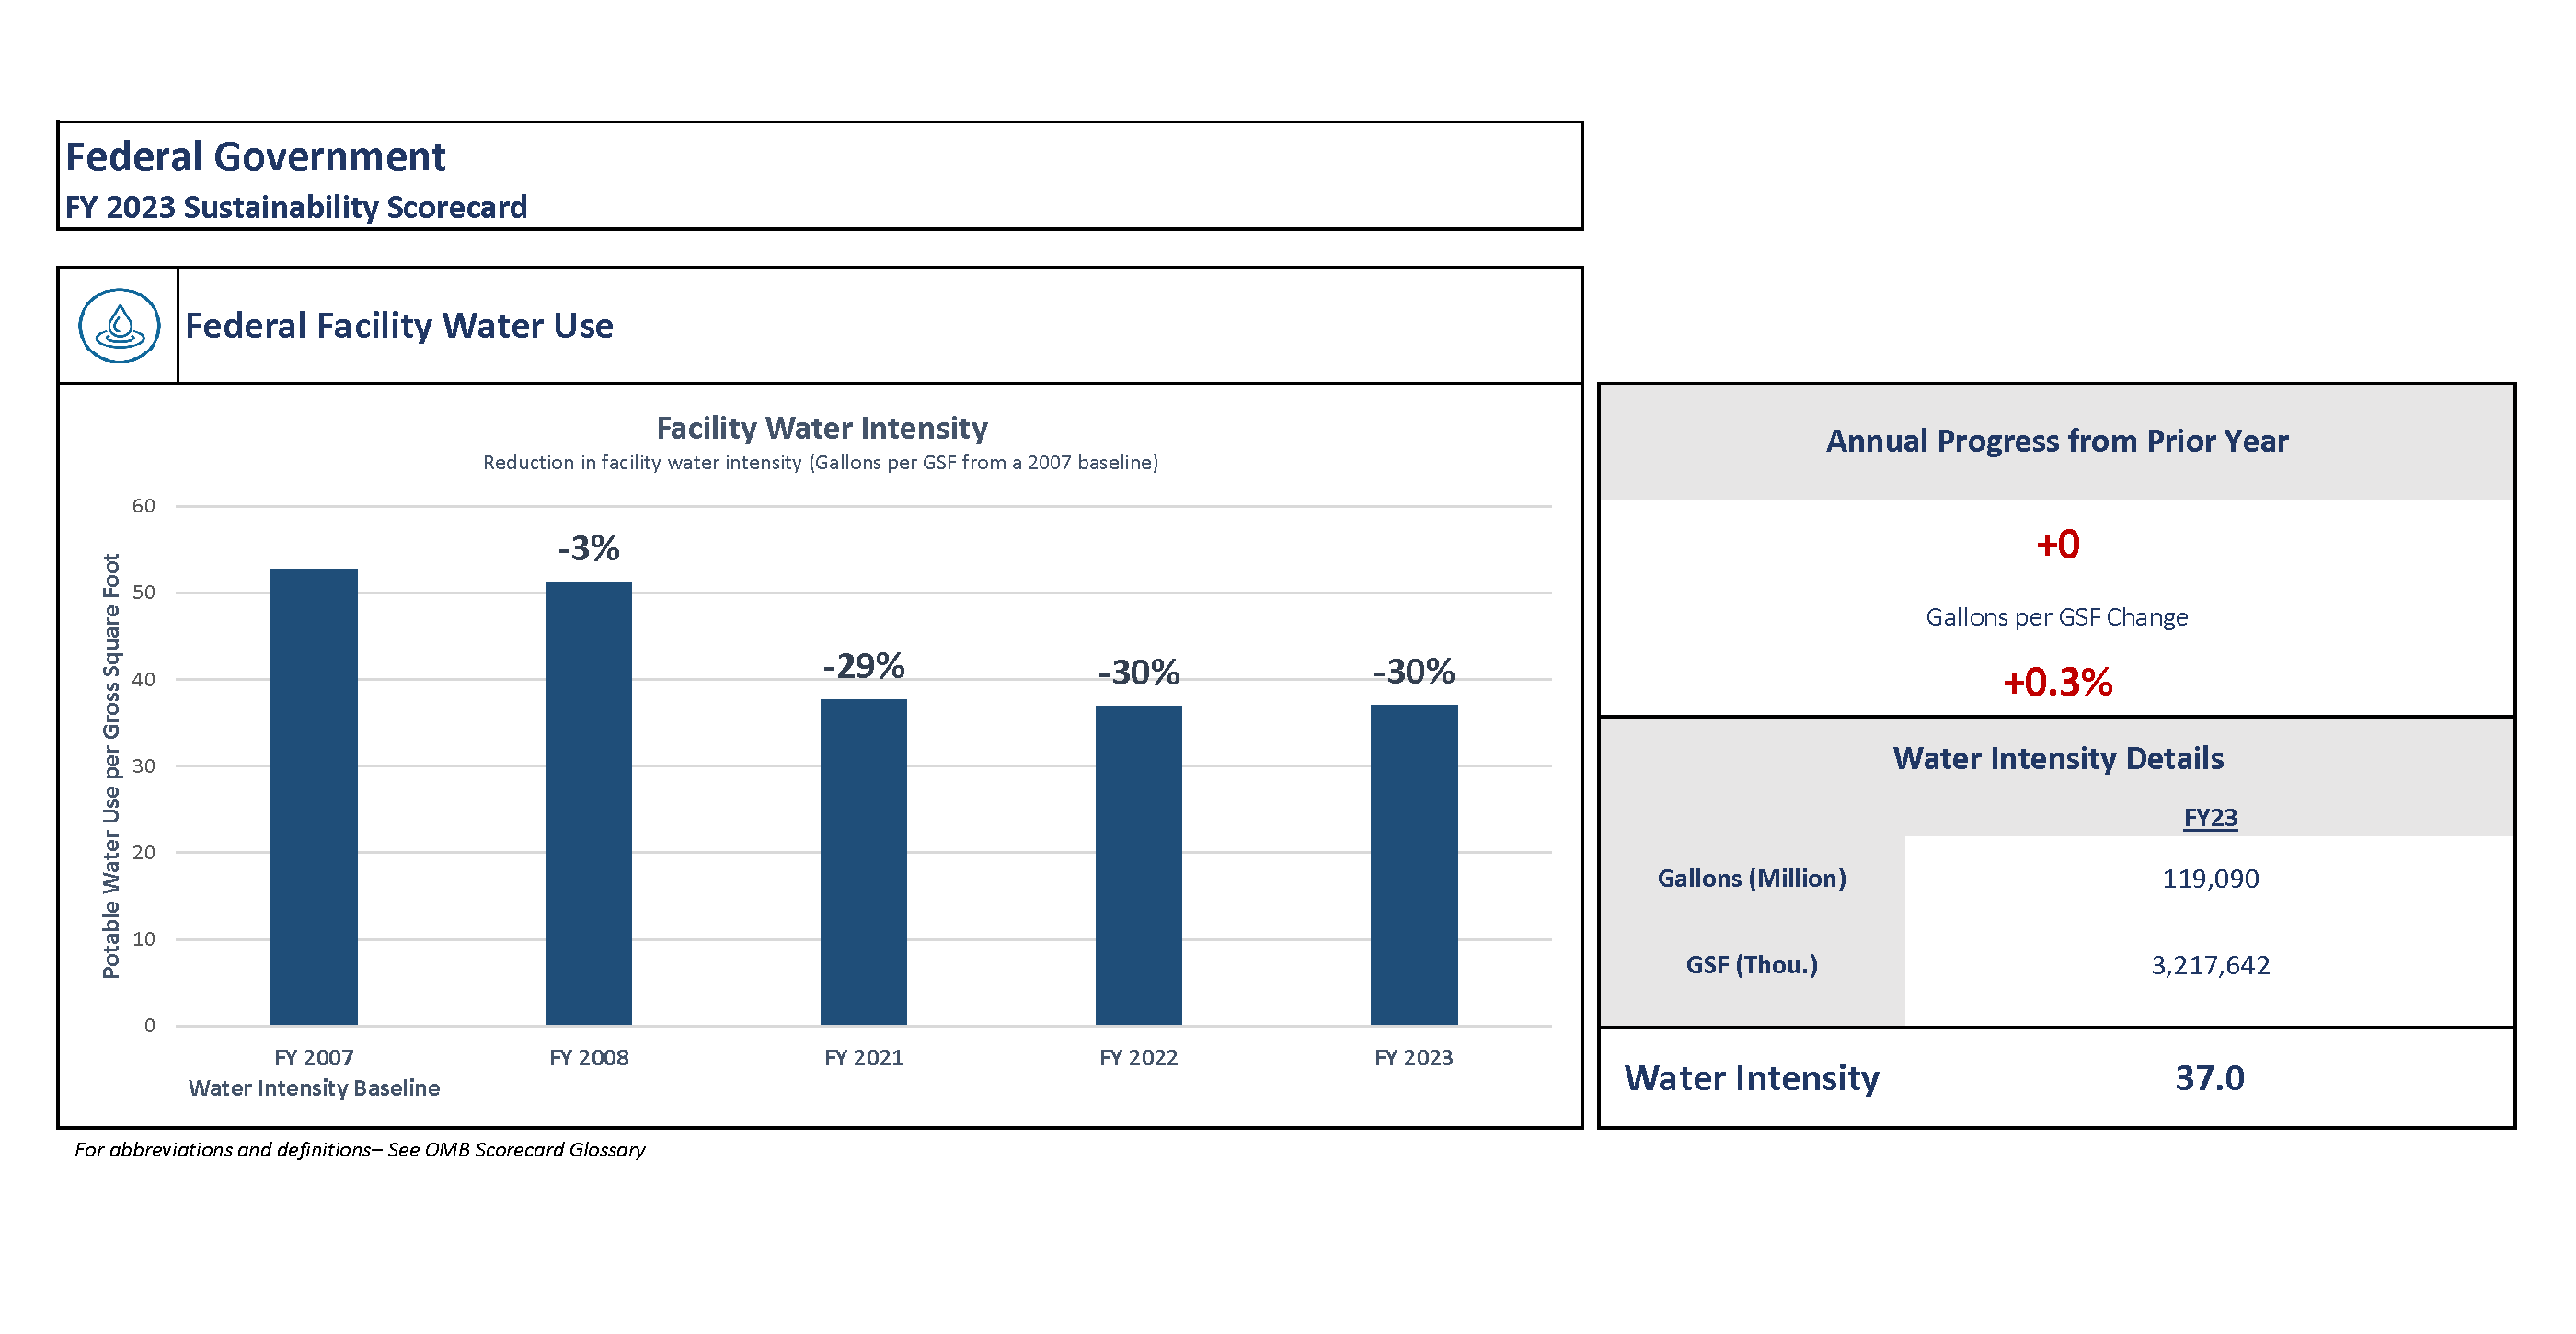 Federal Government
FY 2023 Sustainability Scorecard
Federal Facility Water Use
Facility Water Intensity
Reduction in facility water intensity (Gallons per GSF from a 2007 baseline)
Potable Water Use per Gross Square Foot
60
50
40
30
20
10
0
-3%
-29%
-30%
-30%
FY 2007
Water Intensity Baseline
FY 2008
FY 2021
FY 2022
FY 2023
For abbreviations and definitions– See OMB Scorecard Glossary
Annual Progress from Prior Year
+0
Gallons per GSF Change
+0.3%
Water Intensity Details
FY23
Gallons (Million) 119,090
GSF (Thou.) 3,217,642
Water Intensity 37.0